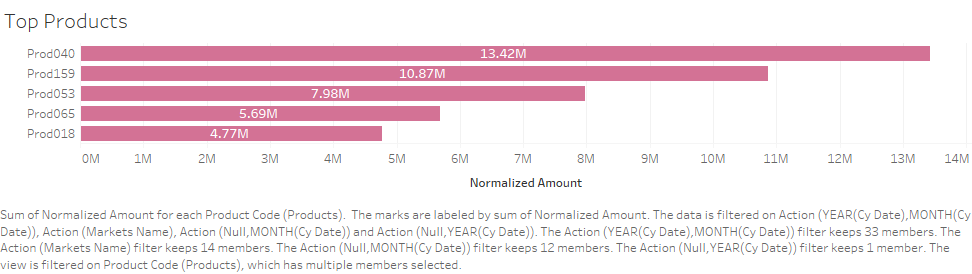 Top Products
Prod040 13.42M
Prod159 10.87M
Prod053 7.98M
Prod065 5.69M
Prod018 4.77M
0M 1M 2M 3M 4M 5M 6M 7M 8M 9M 10M 11M 12M 13M 14M
Normalized Amount
Sum of Normalized Amount for each Product Code (Products).  The marks are labeled by sum of Normalized Amount. The data is filtered on Action (YEAR(Cy Date),MONTH(Cy
Date)), Action (Markets Name), Action (Null,MONTH(Cy Date)) and Action (Null,YEAR(Cy Date)). The Action (YEAR(Cy Date),MONTH(Cy Date)) filter keeps 33 members. The
Action (Markets Name) filter keeps 14 members. The Action (Null,MONTH(Cy Date)) filter keeps 12 members. The Action (Null,YEAR(Cy Date)) filter keeps 1 member. The
view is filtered on Product Code (Products), which has multiple members selected.